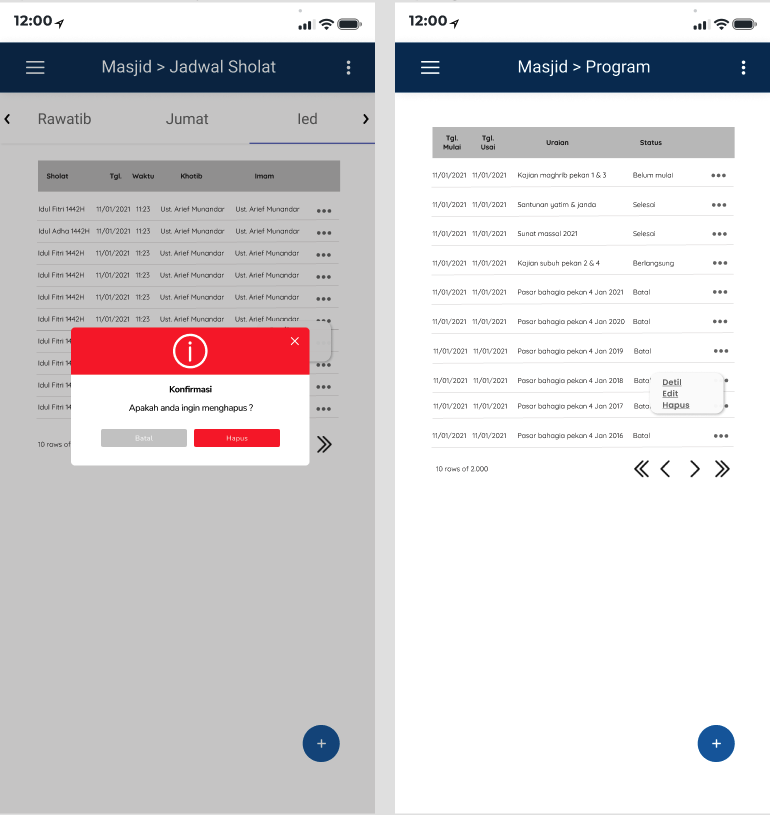 12:00
Masjid > Jadwal Sholat
Rawatib Jumat Ied
Sholat Tgl. Waktu Khotib Imam
Idul Fitri 1442H 11/01/2021 11:23 Ust. Arief Munandar Ust. Arief Munandar
Idul Adha 1442H 11/01/2021 11:23 Ust. Arief Munandar Ust. Arief Munandar
Idul Fitri 1442H 11/01/2021 11:23 Ust. Arief Munandar Ust. Arief Munandar
Idul Fitri 1442H 11/01/2021 11:23 Ust. Arief Munandar Ust. Arief Munandar
Idul Fitri 1442H 11/01/2021 11:23 Ust. Arief Munandar Ust. Arief Munandar
Idul Fitri 1442H 11/01/2021 11:23 Ust. Arief Munandar Ust. Arief Munandar
Idul Fitri 14
Idul Fitri 14
Idul Fitri 14
Idul Fitri 14
10 rows of
Konfirmasi
Apakah anda ingin menghapus ?
Batal Hapus
+
12:00
Masjid > Program
Tgl. Mulai Tgl. Usai Uraian Status
11/01/2021 11/01/2021 Kajian maghrib pekan 1 & 3 Belum mulai
11/01/2021 11/01/2021 Santunan yatim & janda Selesai
11/01/2021 11/01/2021 Sunat massal 2021 Selesai
11/01/2021 11/01/2021 Kajian subuh pekan 2 & 4 Berlangsung
11/01/2021 11/01/2021 Pasar bahagia pekan 4 Jan 2021 Batal
11/01/2021 11/01/2021 Pasar bahagia pekan 4 Jan 2020 Batal
11/01/2021 11/01/2021 Pasar bahagia pekan 4 Jan 2019 Batal
11/01/2021 11/01/2021 Pasar bahagia pekan 4 Jan 2018 Bata
11/01/2021 11/01/2021 Pasar bahagia pekan 4 Jan 2017 Bata
11/01/2021 11/01/2021 Pasar bahagia pekan 4 Jan 2016 Batal
Detil
Edit
Hapus
10 rows of 2.000
+